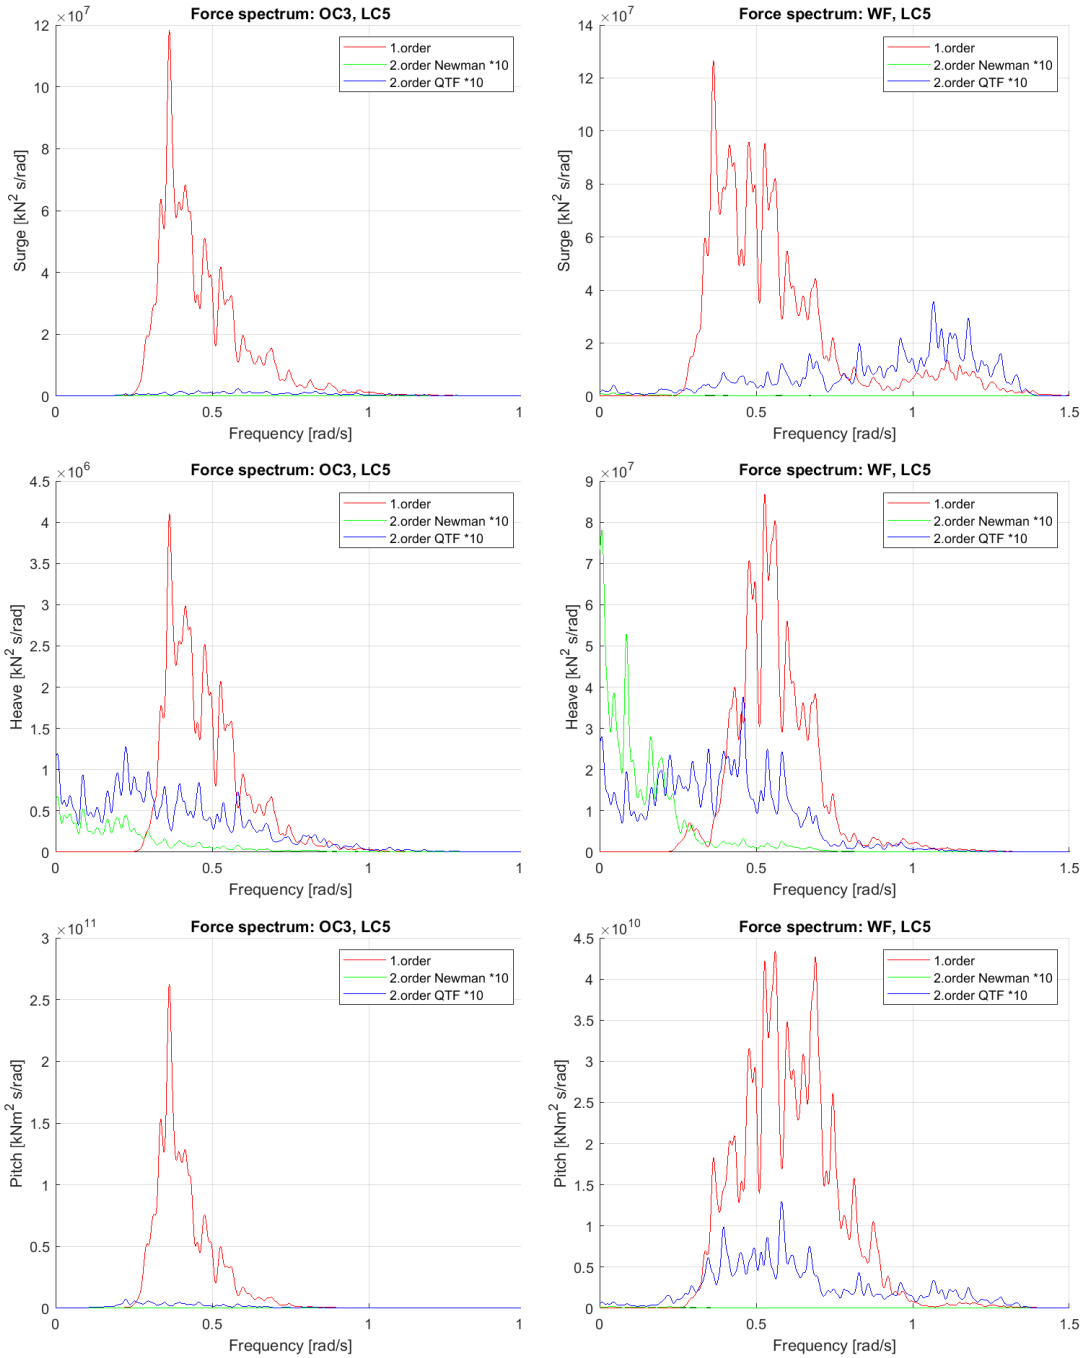 Force spectrum: OC3, LC5
×10^7
12
10
8
6
4
2
0
Surge [kN^2 s/rad]
0 0.5 1 1
Frequency [rad/s]
1.order
2.order Newman *10
2.order QTF *10
Force spectrum: WF, LC5
×10^7
14
12
10
8
6
4
2
0
Surge [kN^2 s/rad]
0 0.5 1 1.5
Frequency [rad/s]
1.order
2.order Newman *10
2.order QTF *10
Force spectrum: OC3, LC5
×10^6
4.5
4
3.5
3
2.5
2
1.5
1
0.5
0
Heave [kN^2 s/rad]
0 0.5 1 1
Frequency [rad/s]
1.order
2.order Newman *10
2.order QTF *10
Force spectrum: WF, LC5
×10^7
9
8
7
6
5
4
3
2
1
0
Heave [kN^2 s/rad]
0 0.5 1 1.5
Frequency [rad/s]
1.order
2.order Newman *10
2.order QTF *10
Force spectrum: OC3, LC5
×10^11
3
2.5
2
1.5
1
0.5
0
Pitch [kNm^2 s/rad]
0 0.5 1 1
Frequency [rad/s]
1.order
2.order Newman *10
2.order QTF *10
Force spectrum: WF, LC5
×10^10
4.5
4
3.5
3
2.5
2
1.5
1
0.5
0
Pitch [kNm^2 s/rad]
0 0.5 1 1.5
Frequency [rad/s]
1.order
2.order Newman *10
2.order QTF *10